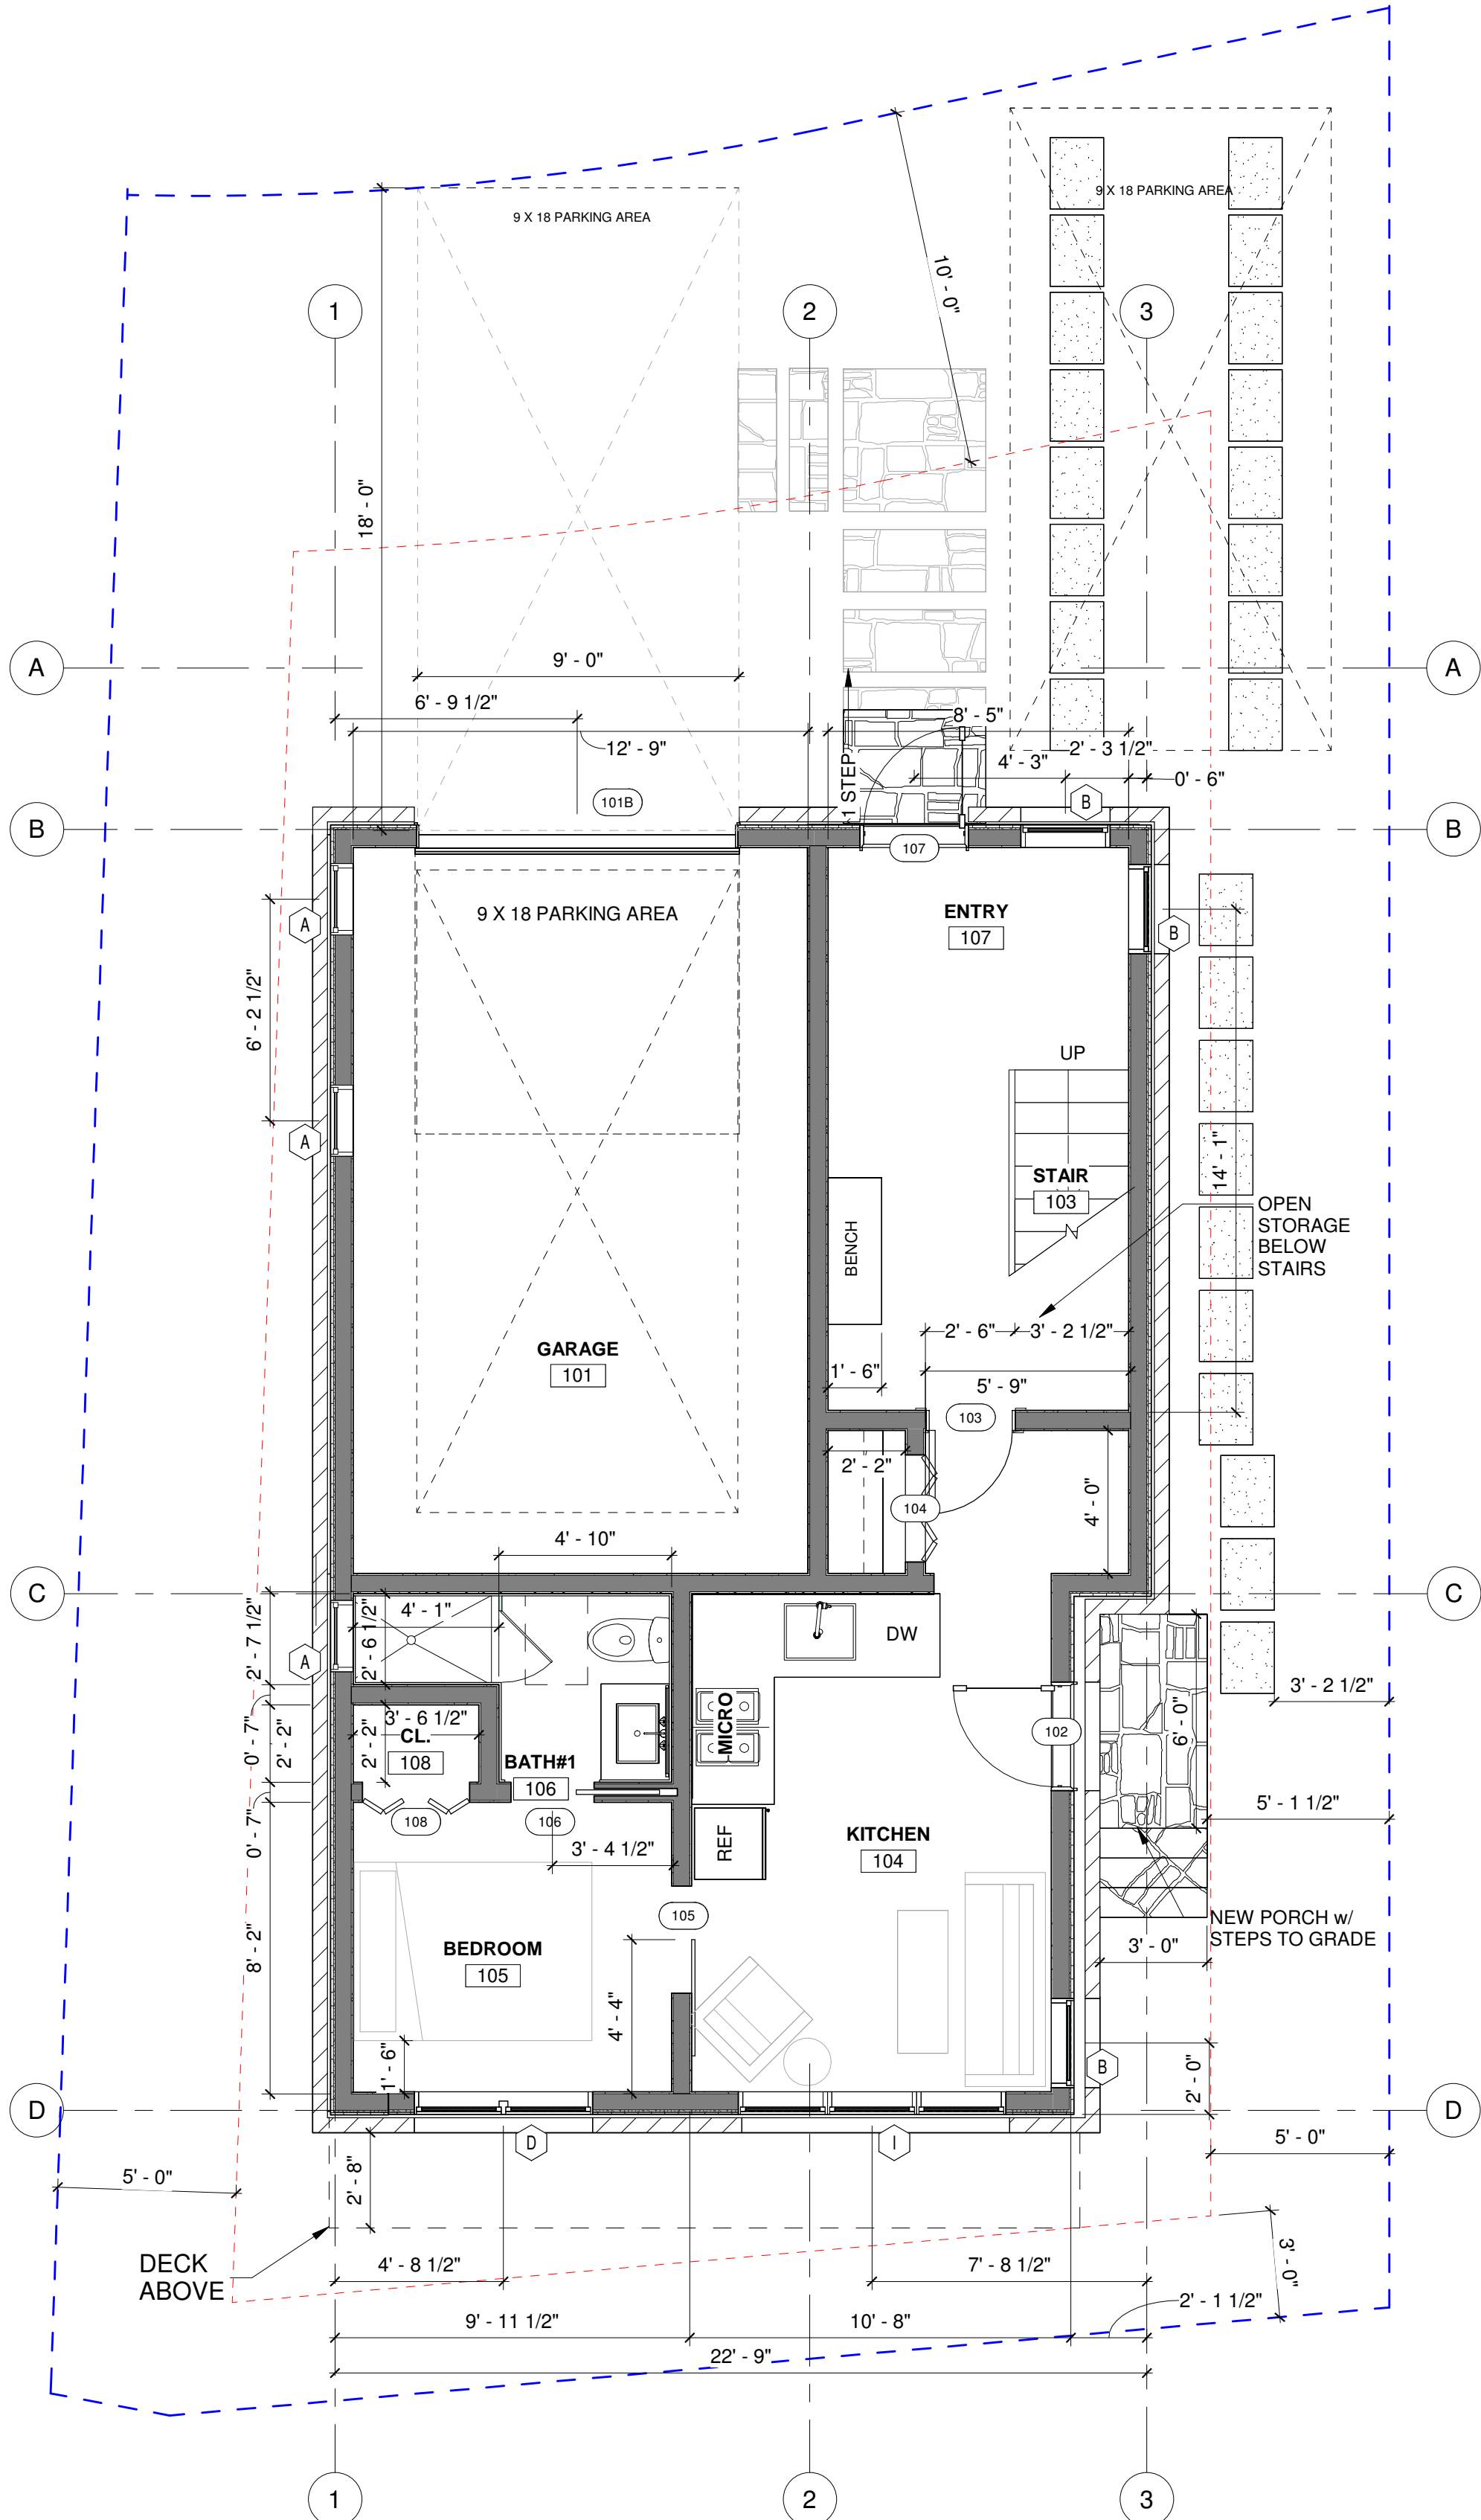 9 X 18 PARKING AREA
9 X 18 PARKING AREA
10' - 0"
1
2
3
18' - 0"
A
A
9' - 0"
6' - 9 1/2"
12' - 9"
8' - 5"
2' - 3 1/2"
4' - 3"
0' - 6"
1 STEP
101B
B
B
B
107
9 X 18 PARKING AREA
ENTRY
107
A
B
6' - 2 1/2"
UP
A
STAIR
103
14' - 1"
OPEN
STORAGE
BELOW
STAIRS
BENCH
GARAGE
101
2' - 6"
3' - 2 1/2"
1' - 6"
5' - 9"
103
2' - 2"
104
4' - 0"
4' - 10"
C
C
4' - 1"
2' - 6 1/2"
2' - 7 1/2"
DW
A
3' - 2 1/2"
3' - 6 1/2"
CL.
108
2' - 2"
2' - 2"
0' - 7"
MICRO
102
6' - 0"
BATH#1
106
108
106
5' - 1 1/2"
0' - 7"
3' - 4 1/2"
REF
KITCHEN
104
105
NEW PORCH w/
STEPS TO GRADE
3' - 0"
BEDROOM
105
8' - 2"
4' - 4"
1' - 6"
B
2' - 0"
D
D
D
I
5' - 0"
5' - 0"
2' - 8"
DECK
ABOVE
4' - 8 1/2"
7' - 8 1/2"
3' - 0"
2' - 1 1/2"
9' - 11 1/2"
10' - 8"
22' - 9"
1
2
3